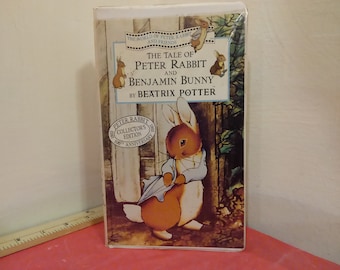 THE TALE OF
PETER RABBIT
AND
BENJAMIN BUNNY
BY BEATRIX POTTER
PETER RABBIT
COLLECTOR'S
EDITION